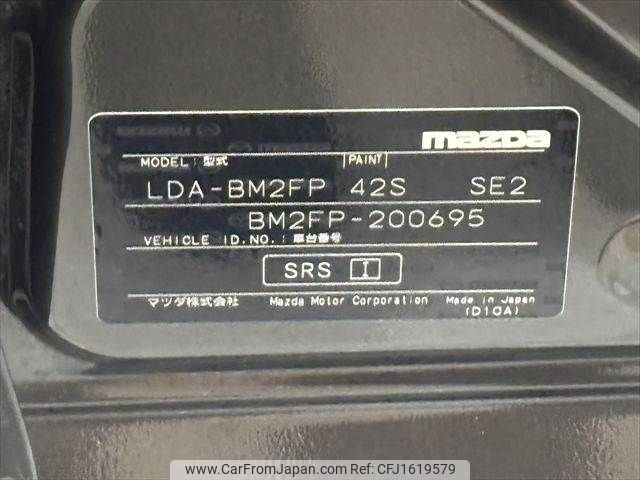 mazda
MODEL : 型式 PAINT
LDA-BM2FP 42S SE2
BM2FP-200695
VEHICLE ID.NO. : 車台番号
SRS I
マツダ株式会社 Mazda Motor Corporation Made in Japan
(D10A)
www.CarFromJapan.com | Ref. No: CFJ1619579